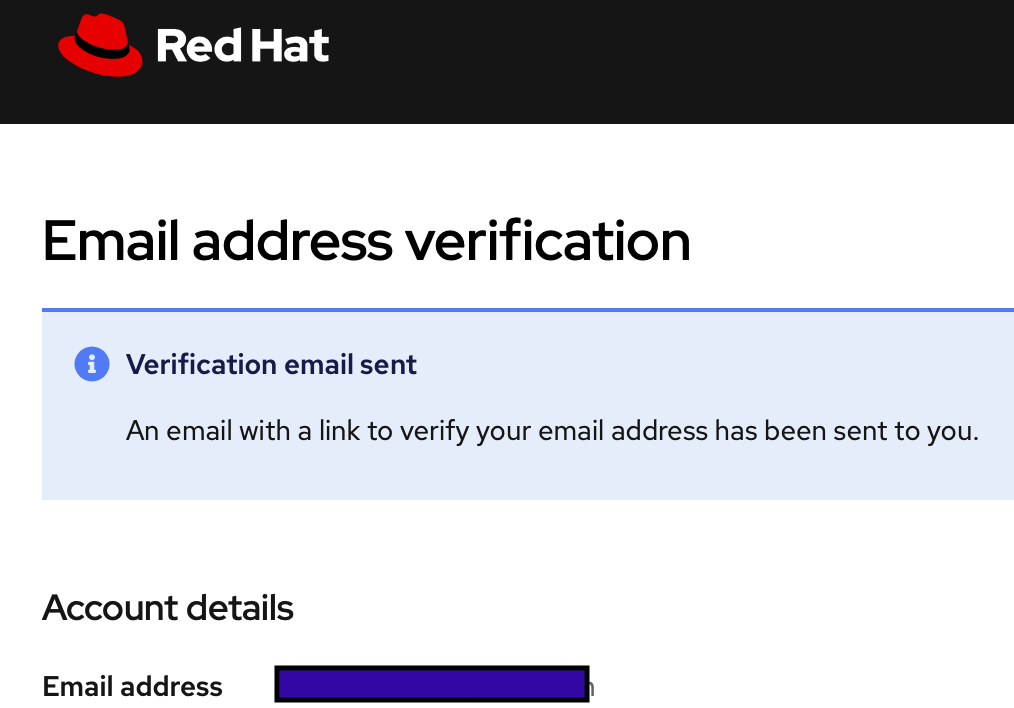 Red Hat
Email address verification
Verification email sent
An email with a link to verify your email address has been sent to you.
Account details
Email address